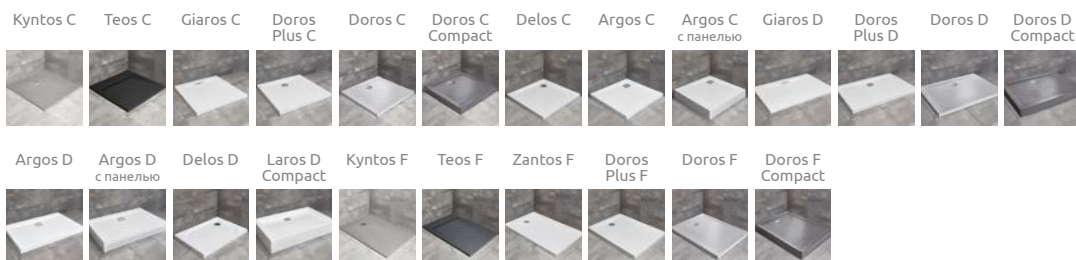 Kyntos C
Teos C
Giaros C
Doros
Plus C
Doros C
Doros C
Compact
Delos C
Argos C
Argos C
с панелью
Giaros D
Doros
Plus D
Doros D
Doros D
Compact
Argos D
Argos D
с панелью
Delos D
Laros D
Compact
Kyntos F
Teos F
Zantos F
Doros
Plus F
Doros F
Doros F
Compact